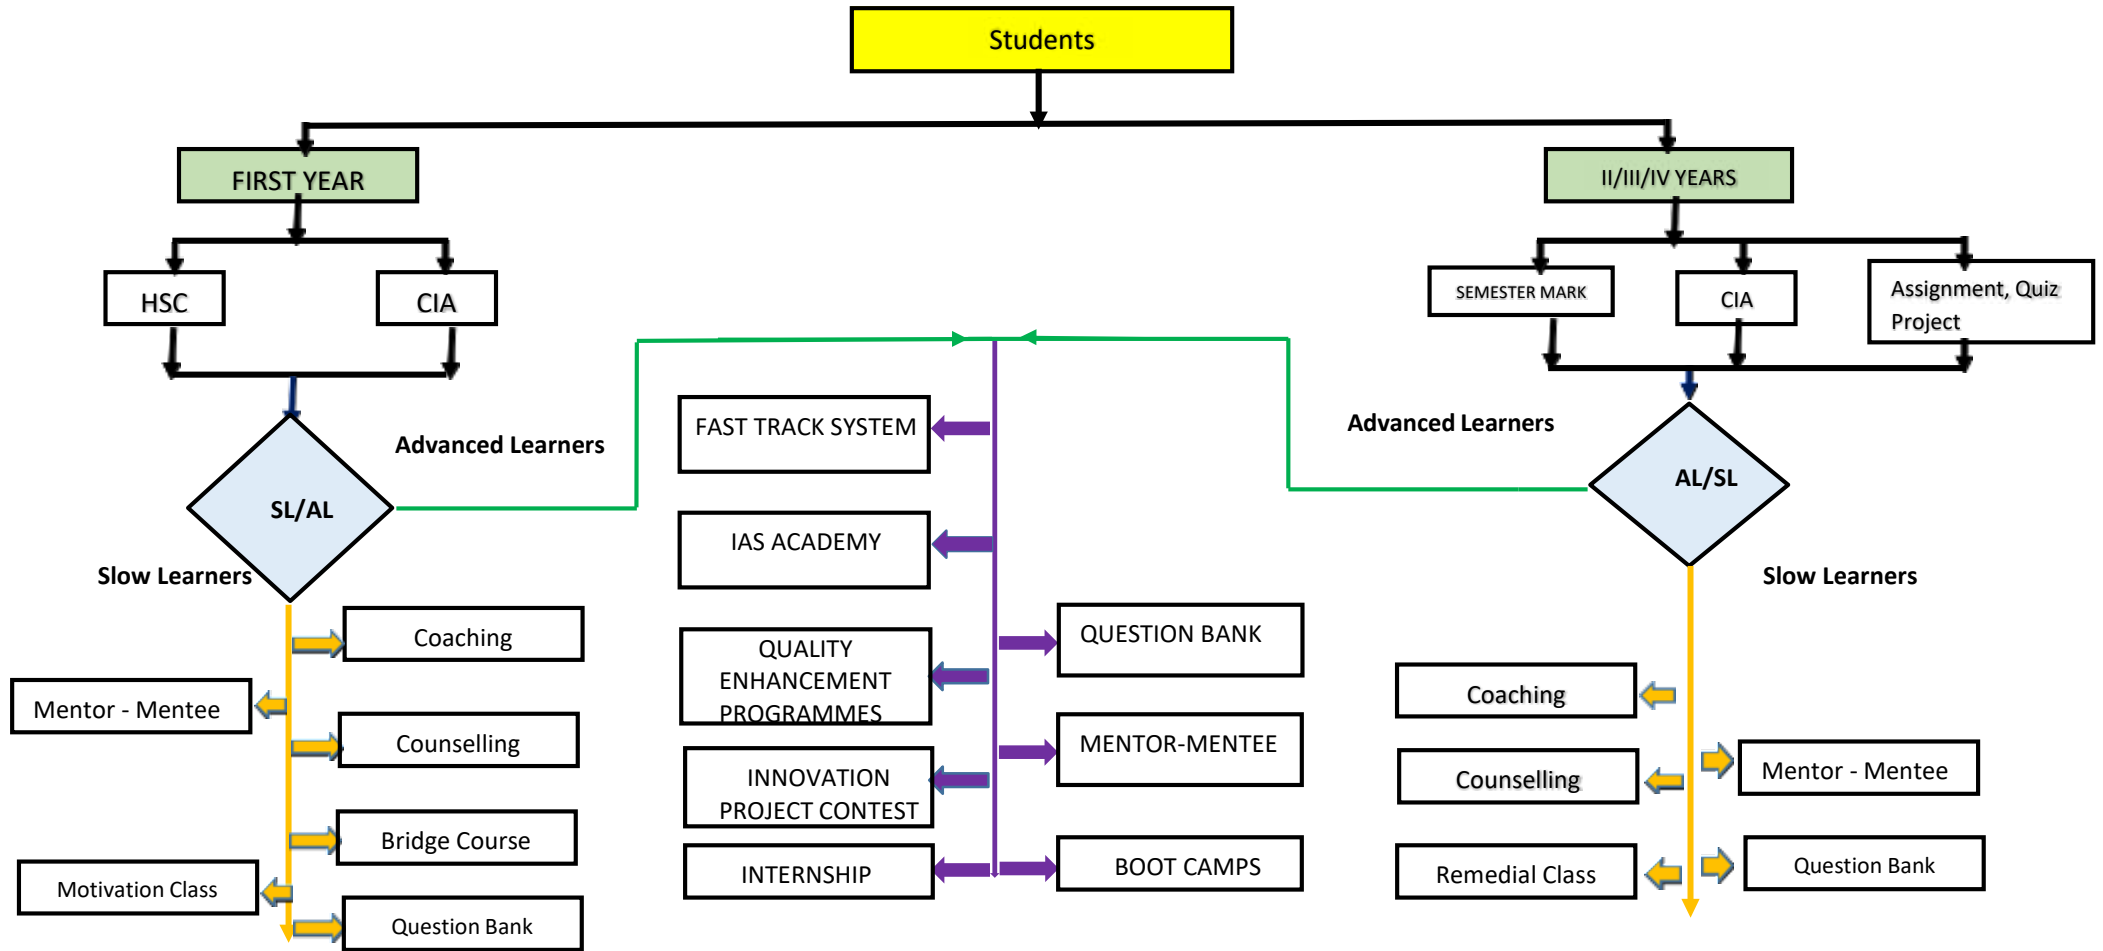 Students
FIRST YEAR
II/III/IV YEARS
HSC
CIA
SEMESTER MARK
CIA
Assignment, Quiz
Project
Advanced Learners
Advanced Learners
SL/AL
AL/SL
Slow Learners
Slow Learners
FAST TRACK SYSTEM
IAS ACADEMY
QUALITY
ENHANCEMENT
PROGRAMMES
INNOVATION
PROJECT CONTEST
INTERNSHIP
QUESTION BANK
MENTOR-MENTEE
BOOT CAMPS
Coaching
Mentor - Mentee
Counselling
Bridge Course
Motivation Class
Question Bank
Coaching
Mentor - Mentee
Counselling
Remedial Class
Question Bank